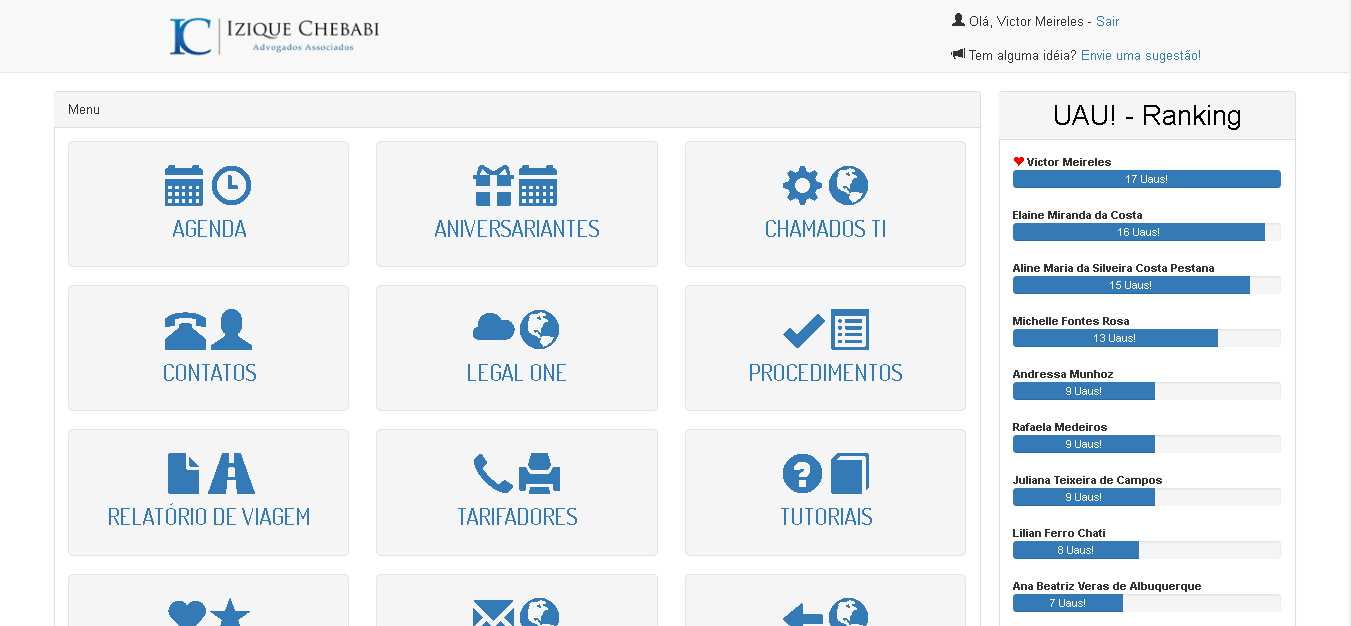 IZIQUE CHEBABI
Advogados Associados
Olá, Victor Meireles - Sair
Tem alguma idéia? Envie uma sugestão!
Menu
AGENDA
ANIVERSARIANTES
CHAMADOS TI
CONTATOS
LEGAL ONE
PROCEDIMENTOS
RELATÓRIO DE VIAGEM
TARIFADORES
TUTORIAIS
UAU! - Ranking
Victor Meireles
17 Uaus!
Elaine Miranda da Costa
16 Uaus!
Aline Maria da Silveira Costa Pestana
15 Uaus!
Michelle Fontes Rosa
13 Uaus!
Andressa Munhoz
9 Uaus!
Rafaela Medeiros
9 Uaus!
Juliana Teixeira de Campos
9 Uaus!
Lilian Ferro Chati
8 Uaus!
Ana Beatriz Veras de Albuquerque
7 Uaus!